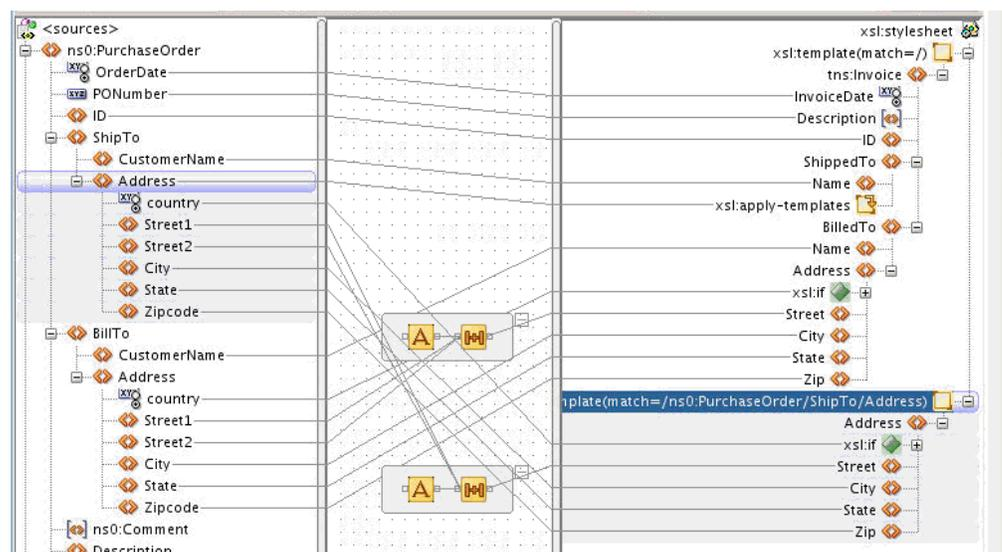 <sources>
ns0:PurchaseOrder
OrderDate
PONumber
ID
ShipTo
CustomerName
Address
country
Street1
Street2
City
State
Zipcode
BillTo
CustomerName
Address
country
Street1
Street2
City
State
Zipcode
ns0:Comment
Description
A
A
xsl:stylesheet
xsl:template(match=/)
tns:Invoice
InvoiceDate
Description
ID
ShippedTo
Name
xsl:apply-templates
BilledTo
Name
Address
xsl:if
Street
City
State
Zip
nplate(match=/ns0:PurchaseOrder/ShipTo/Address)
Address
xsl:if
Street
City
State
Zip